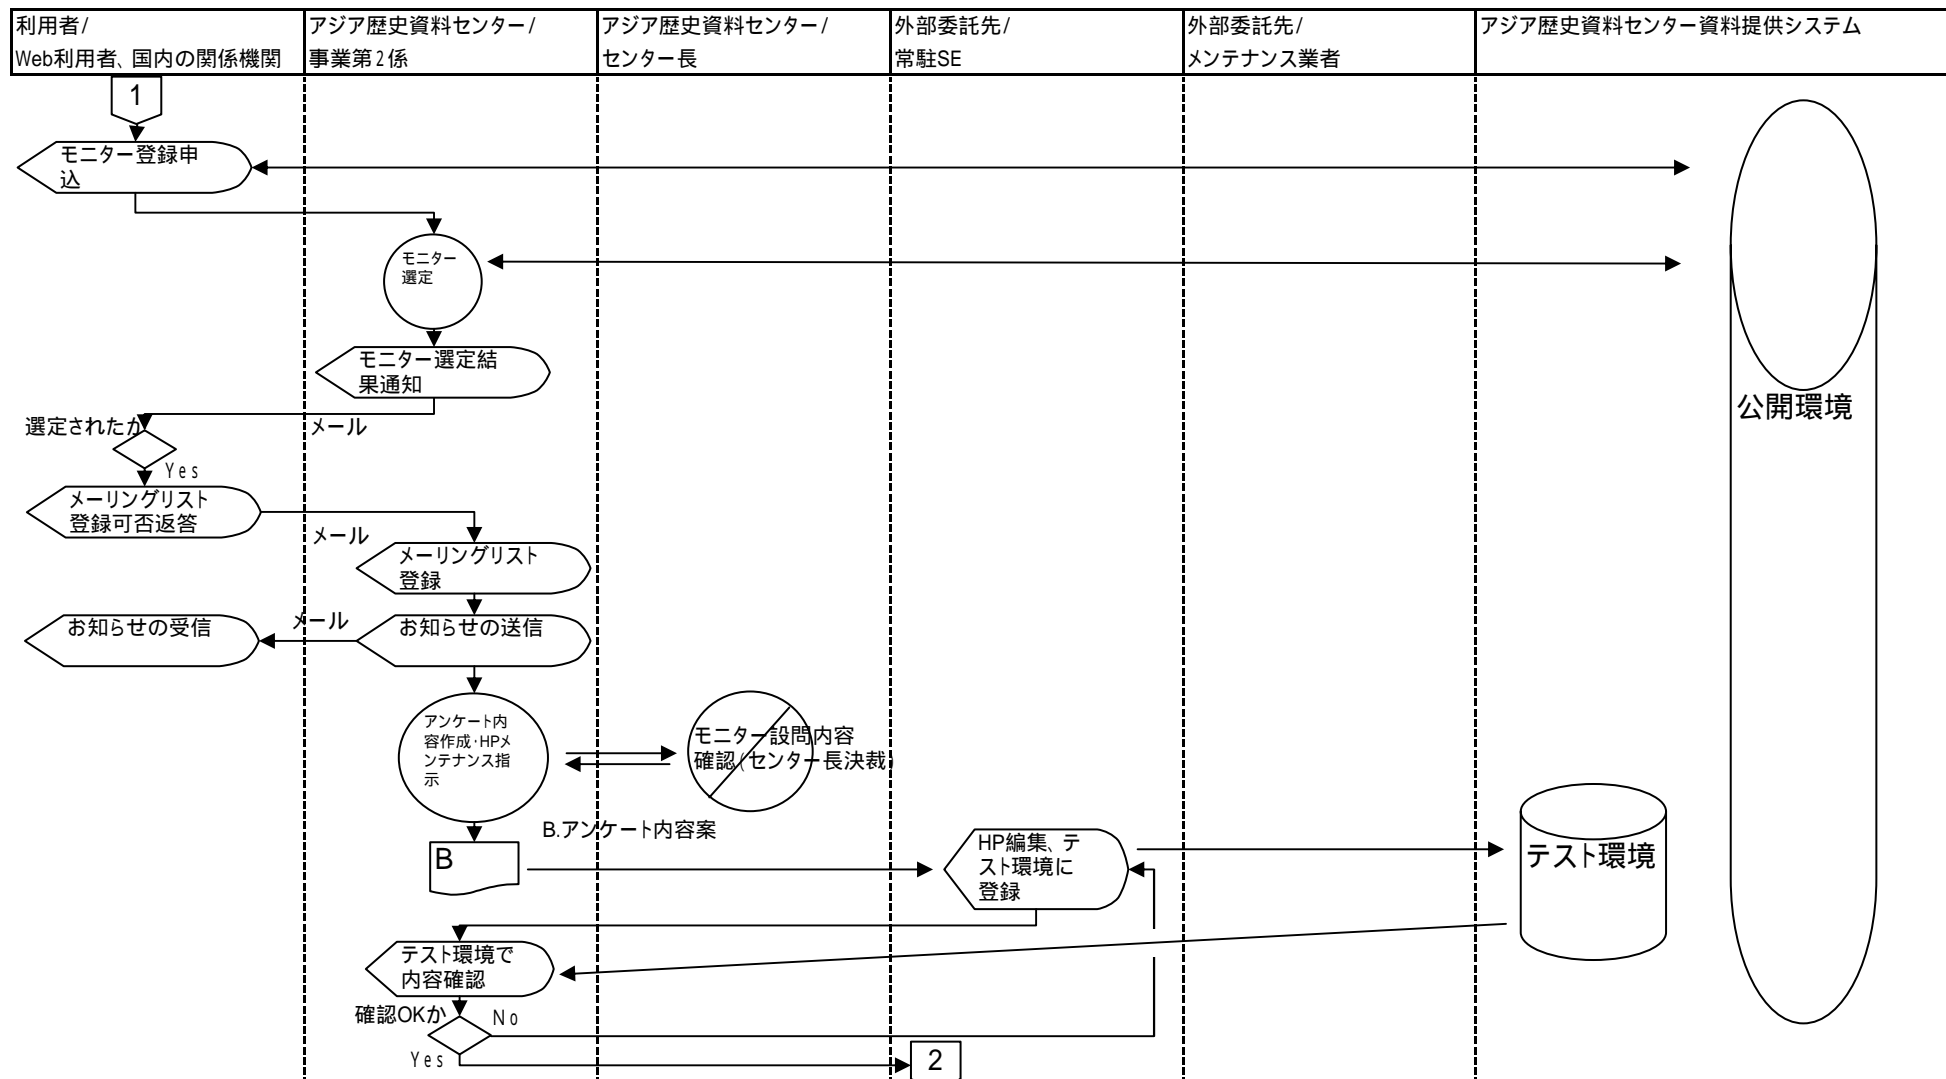 利用者/
Web利用者、国内の関係機関
アジア歴史資料センター/
事業第2係
アジア歴史資料センター/
センター長
外部委託先/
常駐SE
外部委託先/
メンテナンス業者
アジア歴史資料センター資料提供システム
1
モニター登録申
込
モニター
選定
モニター選定結
果通知
公開環境
選定されたか
メール
Yes
メーリングリスト
登録可否返答
メール
メーリングリスト
登録
お知らせの受信
メール
お知らせの送信
アンケート内
容作成・HPメ
ンテナンス指
示
モニター設問内容
確認(センター長決裁)
B.アンケート内容案
B
HP編集、テ
スト環境に
登録
テスト環境
テスト環境で
内容確認
確認OKか
No
Yes
2